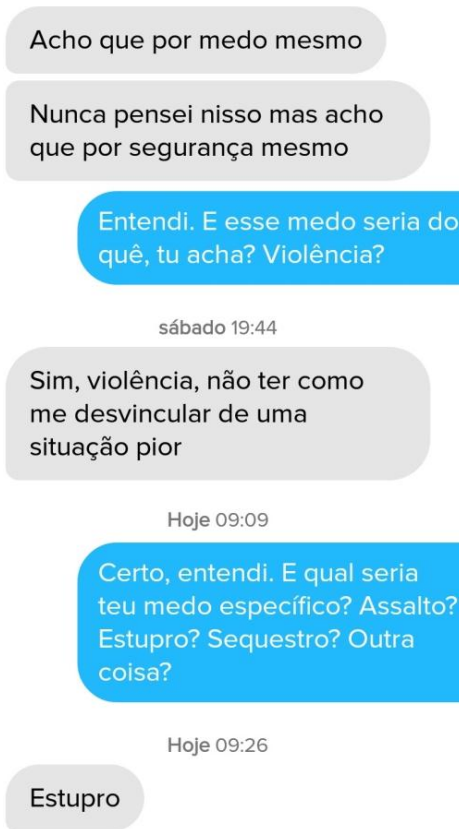 Acho que por medo mesmo
Nunca pensei nisso mas acho
que por segurança mesmo
Entendi. E esse medo seria do
quê, tu acha? Violência?
sábado 19:44
Sim, violência, não ter como
me desvincular de uma
situação pior
Hoje 09:09
Certo, entendi. E qual seria
teu medo específico? Assalto?
Estupro? Sequestro? Outra
coisa?
Hoje 09:26
Estupro